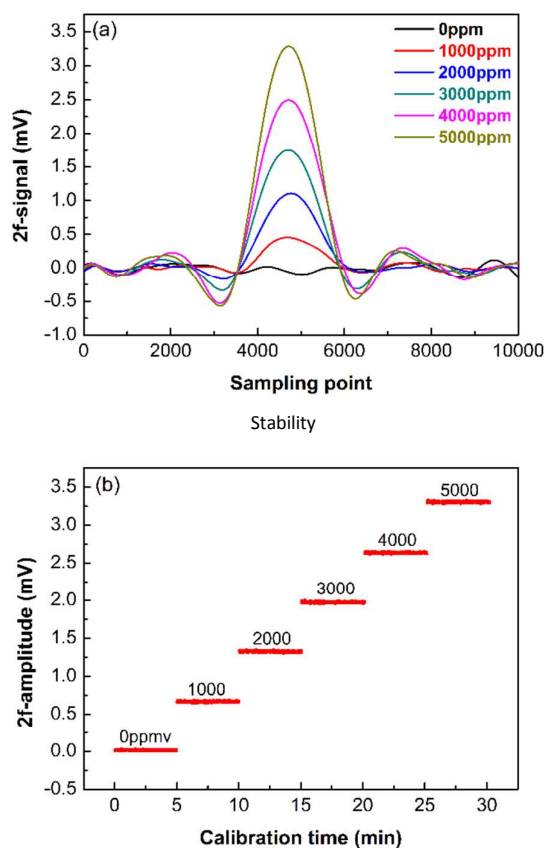 (a)
0ppm
1000ppm
2000ppm
3000ppm
4000ppm
5000ppm
3.5
3.0
2.5
2.0
1.5
1.0
0.5
0.0
-0.5
-1.0
2f-signal (mV)
0 2000 4000 6000 8000 10000
Sampling point
Stability
(b)
3.5
3.0
2.5
2.0
1.5
1.0
0.5
0.0
-0.5
2f-amplitude (mV)
5000
4000
3000
2000
1000
0ppmv
0 5 10 15 20 25 30
Calibration time (min)